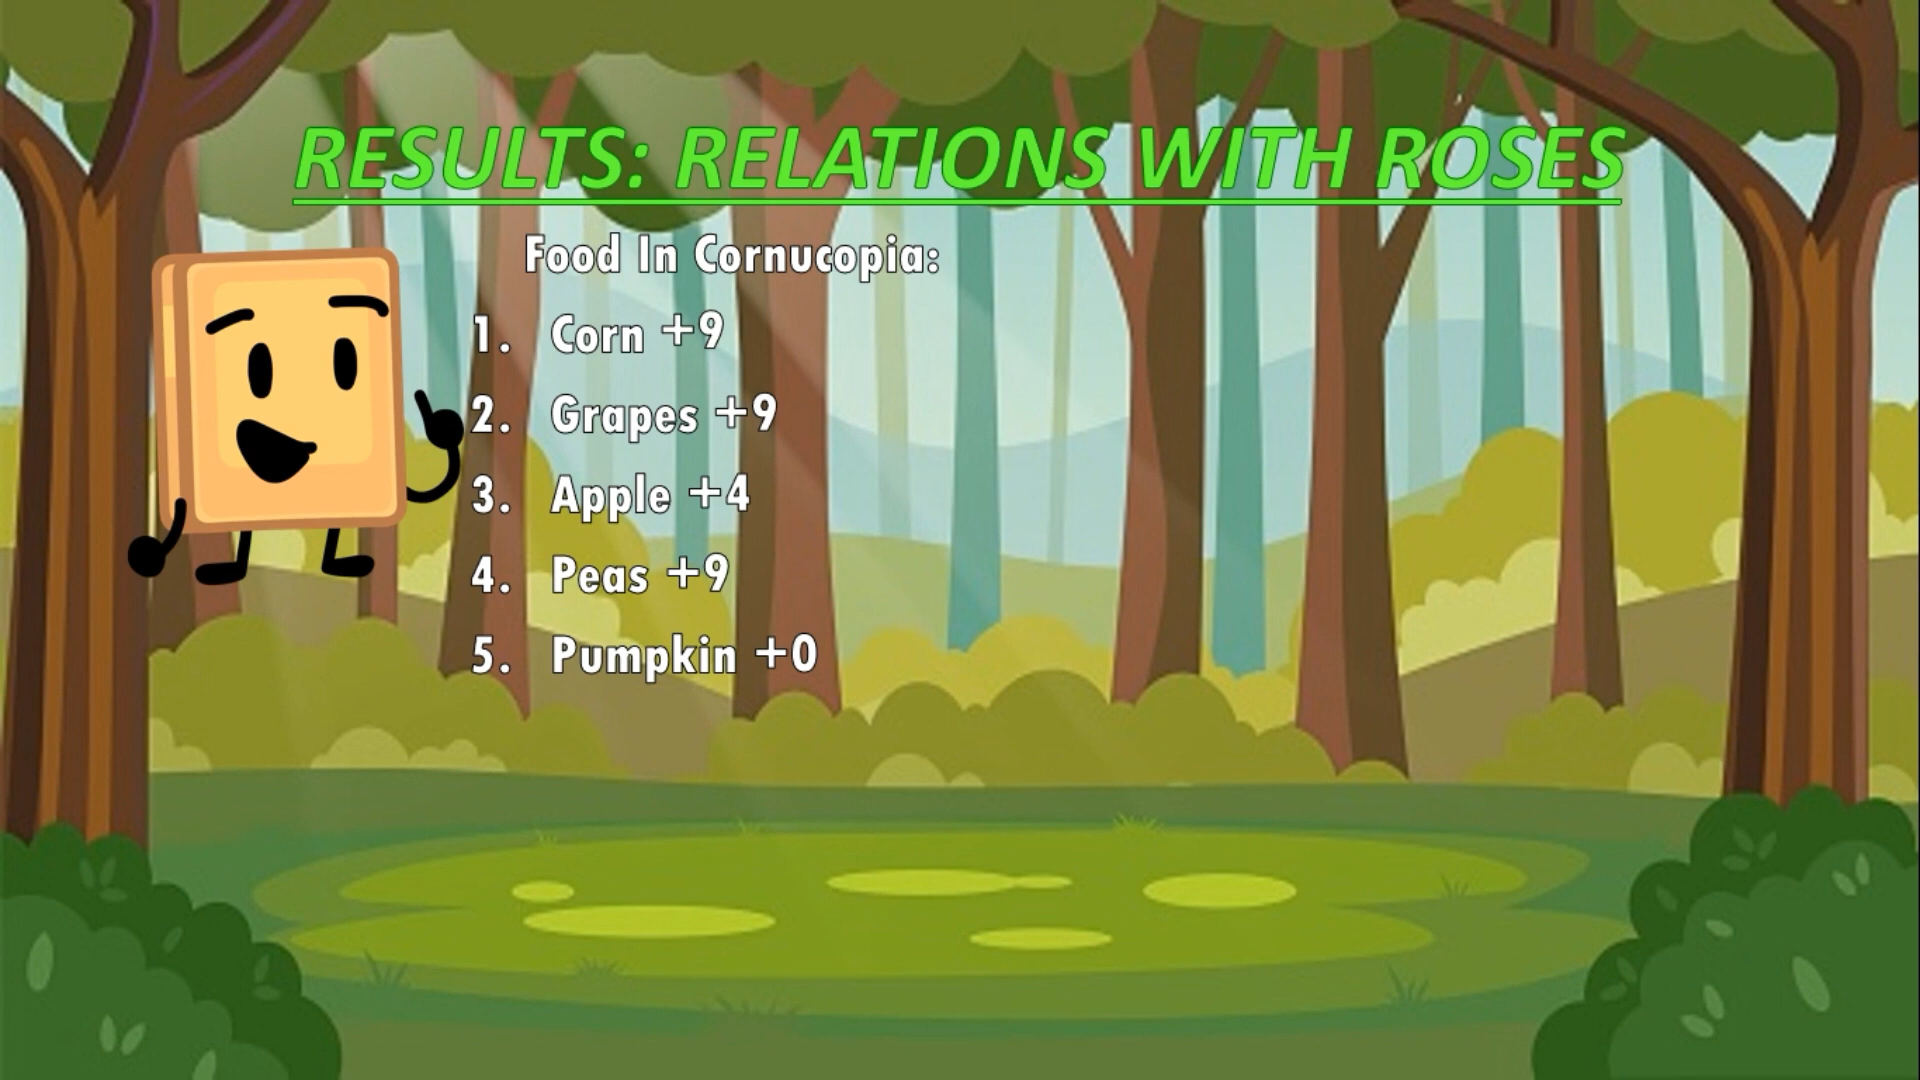 RESULTS: RELATIONS WITH ROSES
Food In Cornucopia:
1. Corn +9
2. Grapes +9
3. Apple +4
4. Peas +9
5. Pumpkin +0